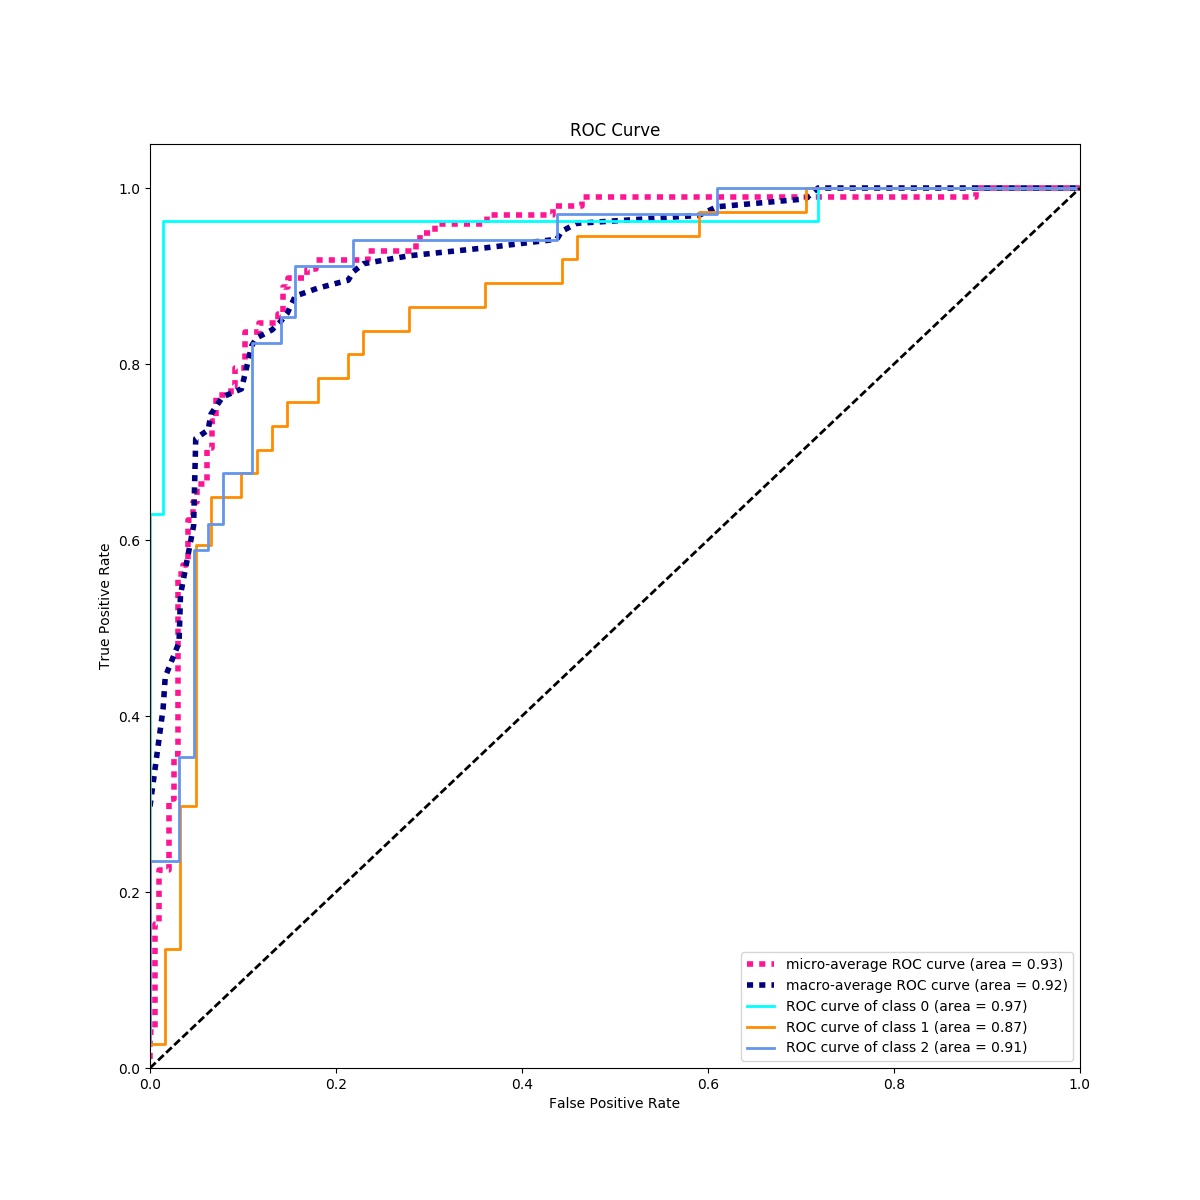 ROC Curve
1.0
0.8
0.6
0.4
0.2
0.0
True Positive Rate
0.0 0.2 0.4 0.6 0.8 1.0
False Positive Rate
micro-average ROC curve (area = 0.93)
macro-average ROC curve (area = 0.92)
ROC curve of class 0 (area = 0.97)
ROC curve of class 1 (area = 0.87)
ROC curve of class 2 (area = 0.91)